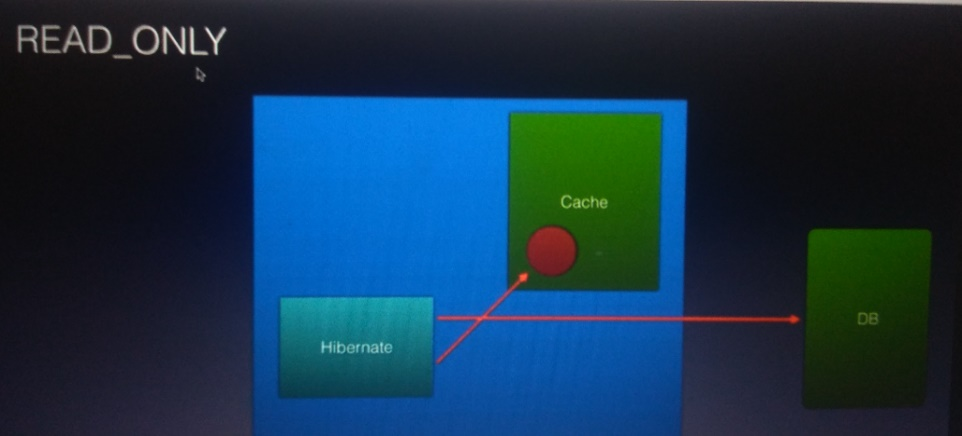 READ_ONLY
Cache
Hibernate
DB